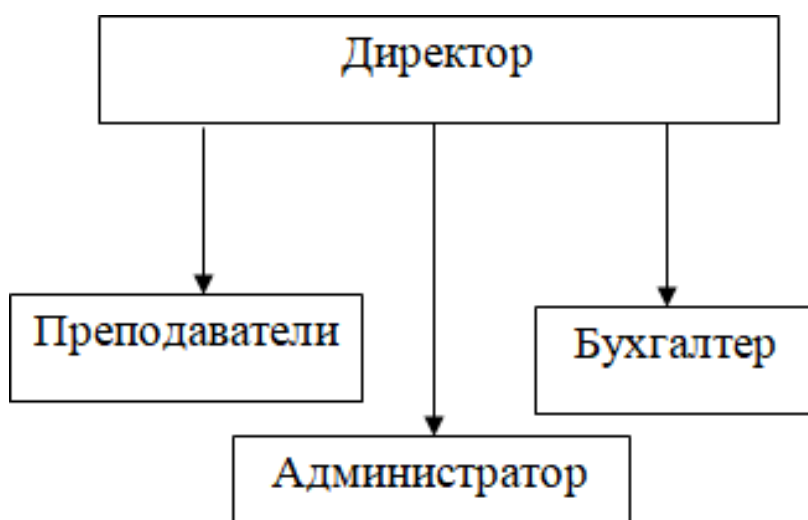 Директор
Преподаватели
Бухгалтер
Администратор